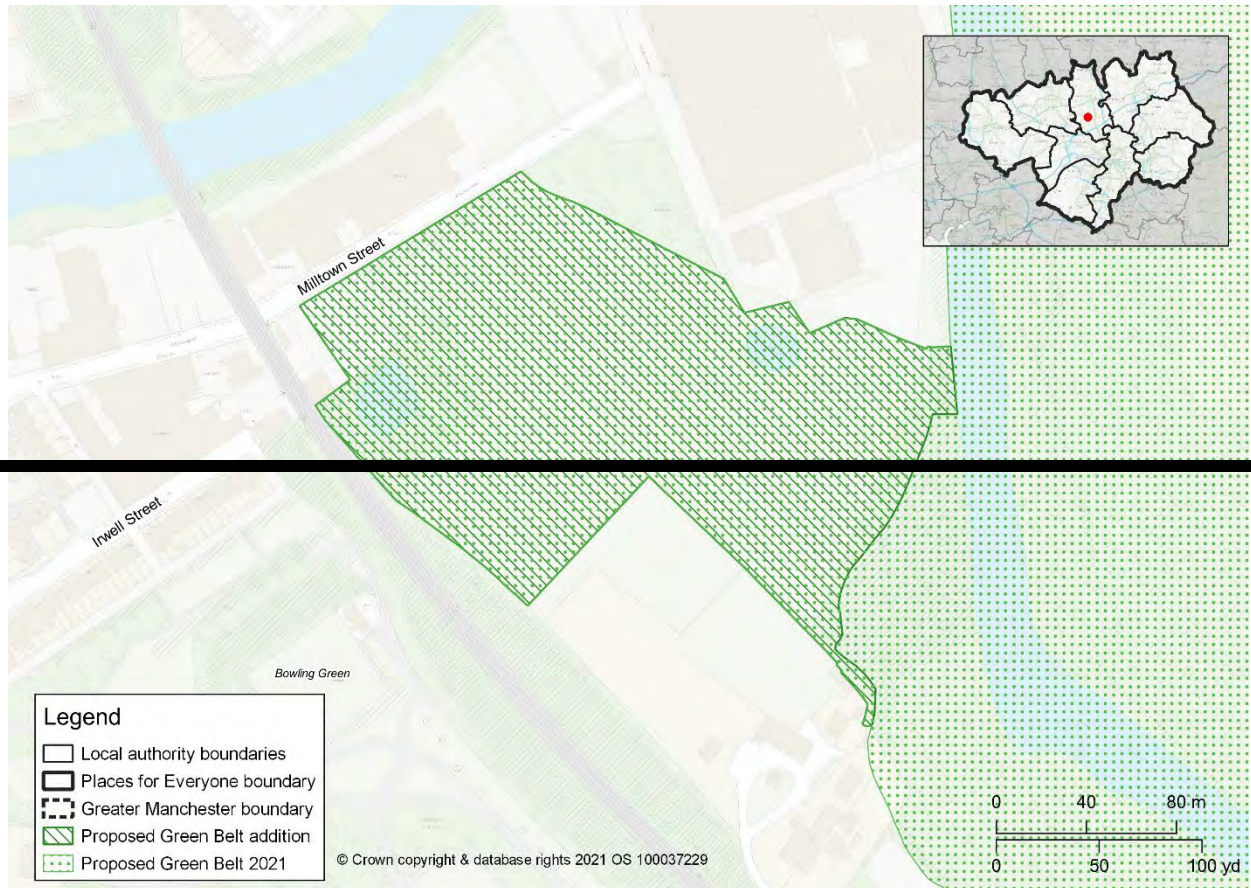 Milltown Street
Irwell Street
Bowling Green
Legend
Local authority boundaries
Places for Everyone boundary
Greater Manchester boundary
Proposed Green Belt addition
Proposed Green Belt 2021
© Crown copyright & database rights 2021 OS 100037229
0 40 80 m
0 50 100 yd